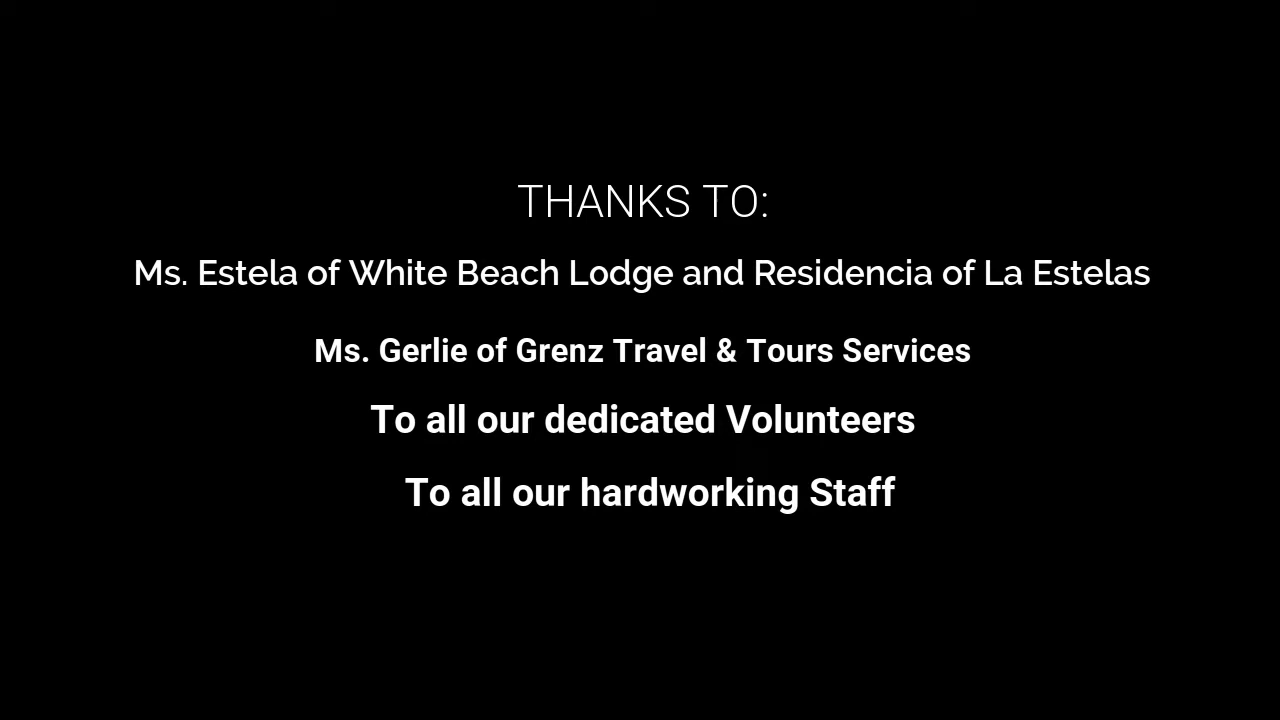 THANKS TO:
Ms. Estela of White Beach Lodge and Residencia of La Estelas
Ms. Gerlie of Grenz Travel & Tours Services
To all our dedicated Volunteers
To all our hardworking Staff